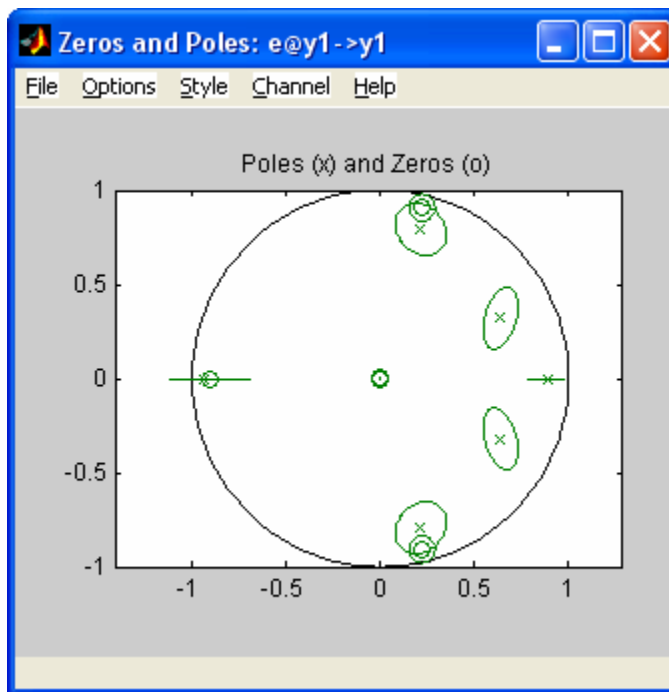 Zeros and Poles: e@y1->y1
File Options Style Channel Help
Poles (x) and Zeros (o)
1
0.5
0
-0.5
-1
-1 -0.5 0 0.5 1